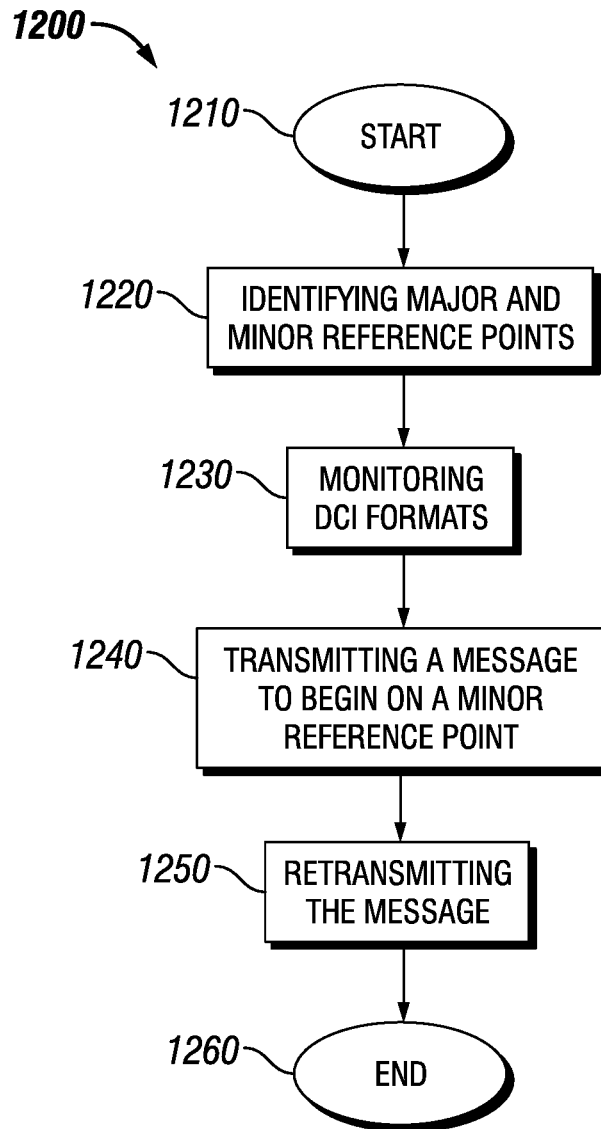 1200
1210
START
1220
IDENTIFYING MAJOR AND
MINOR REFERENCE POINTS
1230
MONITORING
DCI FORMATS
1240
TRANSMITTING A MESSAGE
TO BEGIN ON A MINOR
REFERENCE POINT
1250
RETRANSMITTING
THE MESSAGE
1260
END